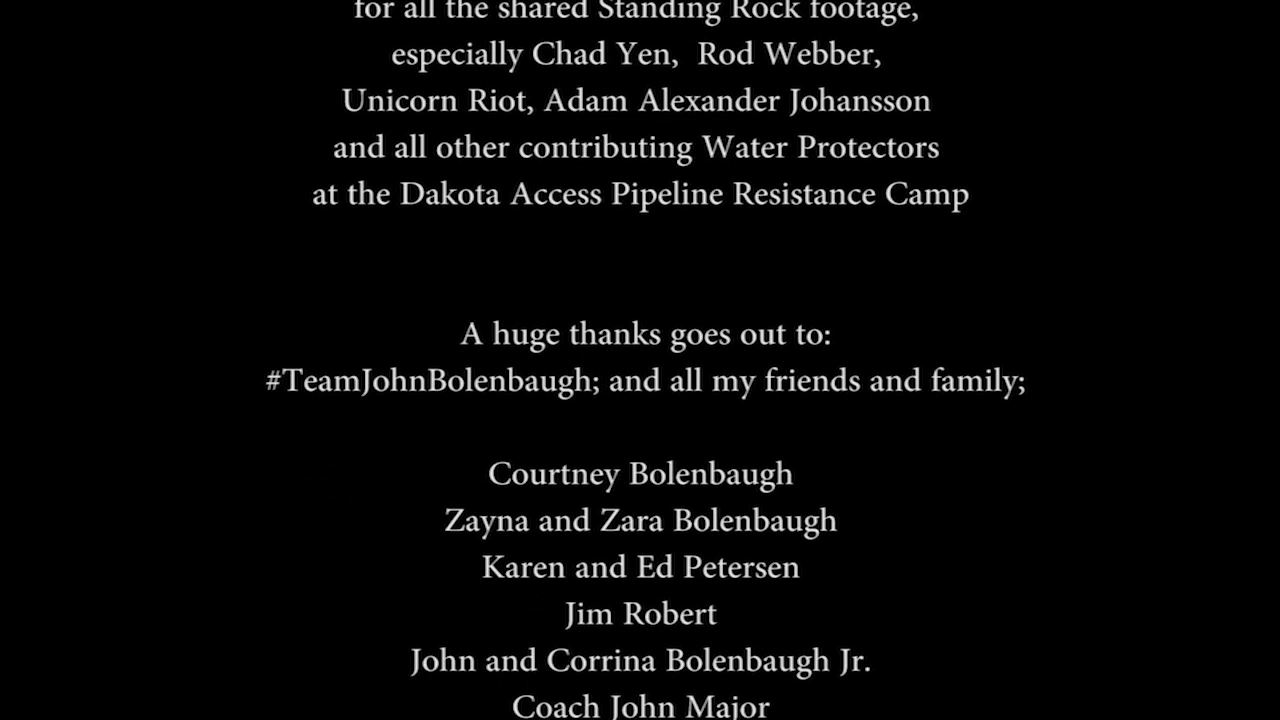 for all the shared Standing Rock footage,
especially Chad Yen,  Rod Webber,
Unicorn Riot, Adam Alexander Johansson
and all other contributing Water Protectors
at the Dakota Access Pipeline Resistance Camp
A huge thanks goes out to:
#TeamJohnBolenbaugh; and all my friends and family;
Courtney Bolenbaugh
Zayna and Zara Bolenbaugh
Karen and Ed Petersen
Jim Robert
John and Corrina Bolenbaugh Jr.
Coach John Major